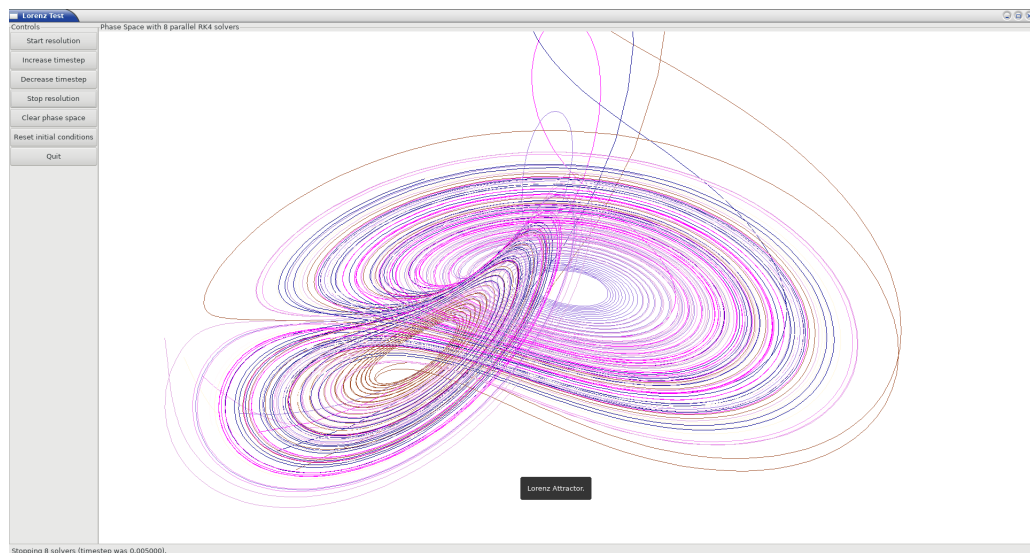 Lorenz Test
Controls
Phase Space with 8 parallel RK4 solvers
Start resolution
Increase timestep
Decrease timestep
Stop resolution
Clear phase space
Reset initial conditions
Quit
Lorenz Attractor.
Stopping 8 solvers (timestep was 0.005000).